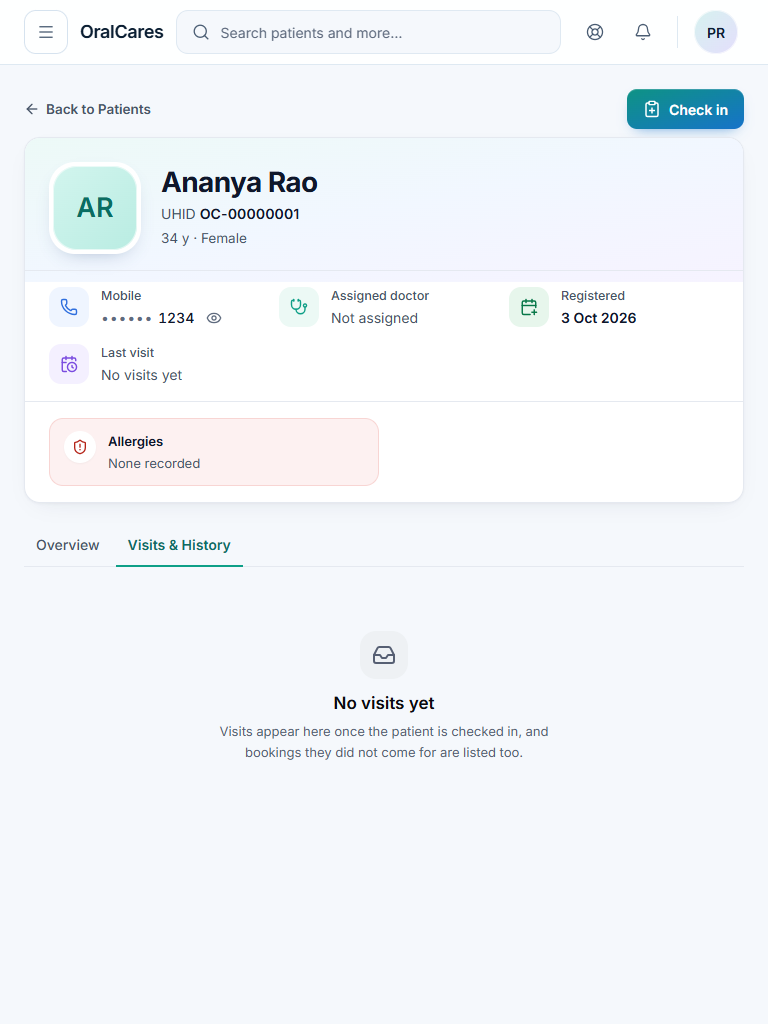 OralCares
Search patients and more...
PR
Back to Patients
Check in
AR
Ananya Rao
UHID OC-00000001
34 y · Female
Mobile
•••••• 1234
Assigned doctor
Not assigned
Registered
3 Oct 2026
Last visit
No visits yet
Allergies
None recorded
Overview
Visits & History
No visits yet
Visits appear here once the patient is checked in, and
bookings they did not come for are listed too.